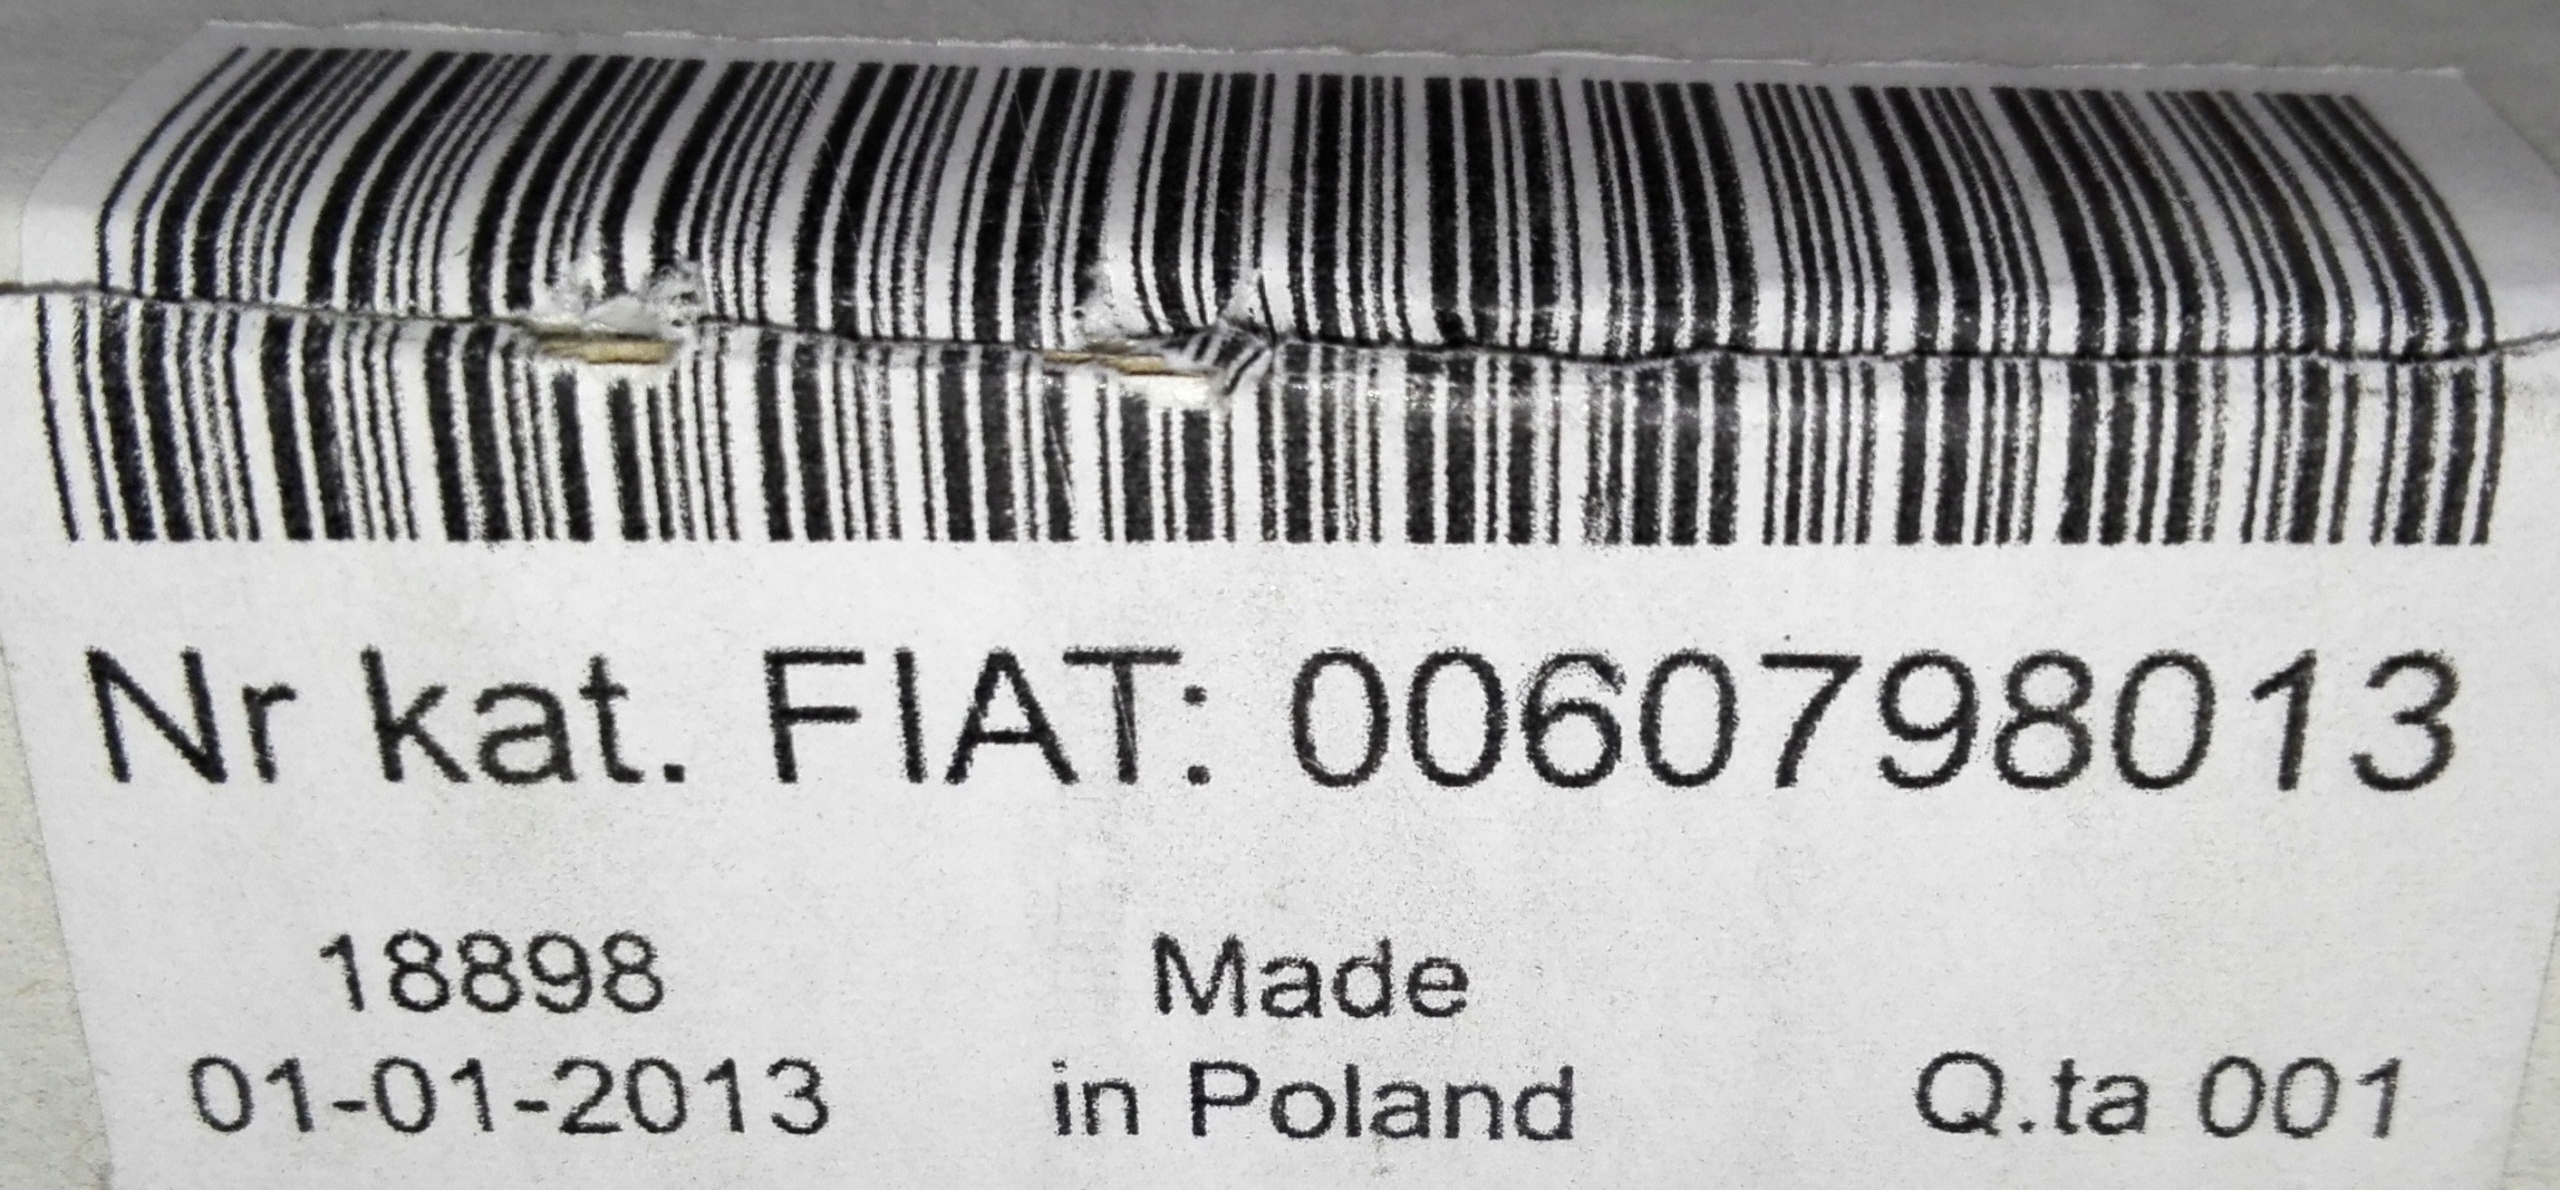 Nr kat. FIAT: 0060798013
18898
Made
01-01-2013
in Poland
Q.ta 001